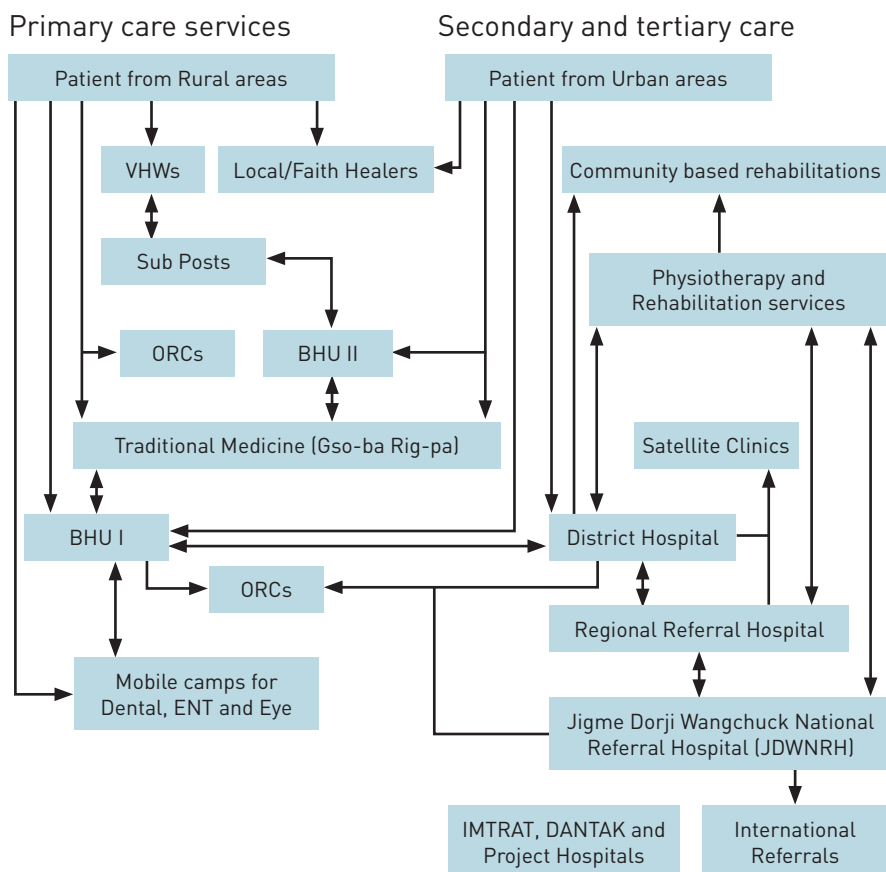 Primary care services
Secondary and tertiary care
Patient from Rural areas
Patient from Urban areas
VHWs
Local/Faith Healers
Community based rehabilitations
Sub Posts
Physiotherapy and
Rehabilitation services
ORCs
BHU II
Traditional Medicine (Gso-ba Rig-pa)
Satellite Clinics
BHU I
District Hospital
ORCs
Regional Referral Hospital
Mobile camps for
Dental, ENT and Eye
Jigme Dorji Wangchuck National
Referral Hospital (JDWNRH)
IMTRAT, DANTAK and
Project Hospitals
International
Referrals